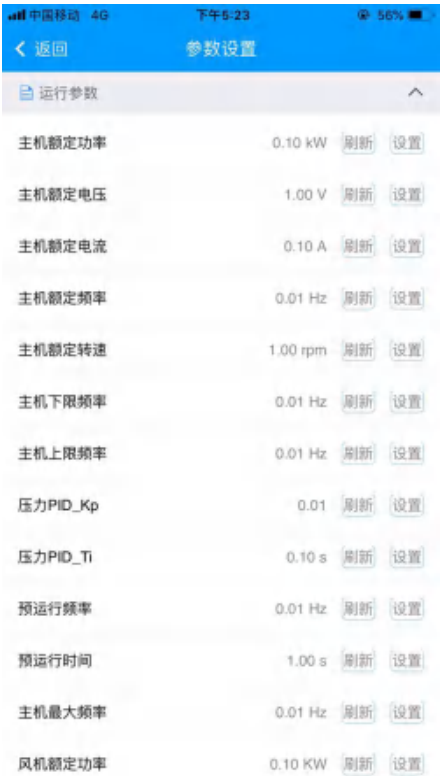 中国移动 4G 下午5:23 56%
返回 参数设置
运行参数
主机额定功率 0.10 kW 刷新 设置
主机额定电压 1.00 V 刷新 设置
主机额定电流 0.10 A 刷新 设置
主机额定频率 0.01 Hz 刷新 设置
主机额定转速 1.00 rpm 刷新 设置
主机下限频率 0.01 Hz 刷新 设置
主机上限频率 0.01 Hz 刷新 设置
压力PID_Kp 0.01 刷新 设置
压力PID_Ti 0.10 s 刷新 设置
预运行频率 0.01 Hz 刷新 设置
预运行时间 1.00 s 刷新 设置
主机最大频率 0.01 Hz 刷新 设置
风机额定功率 0.10 KW 刷新 设置